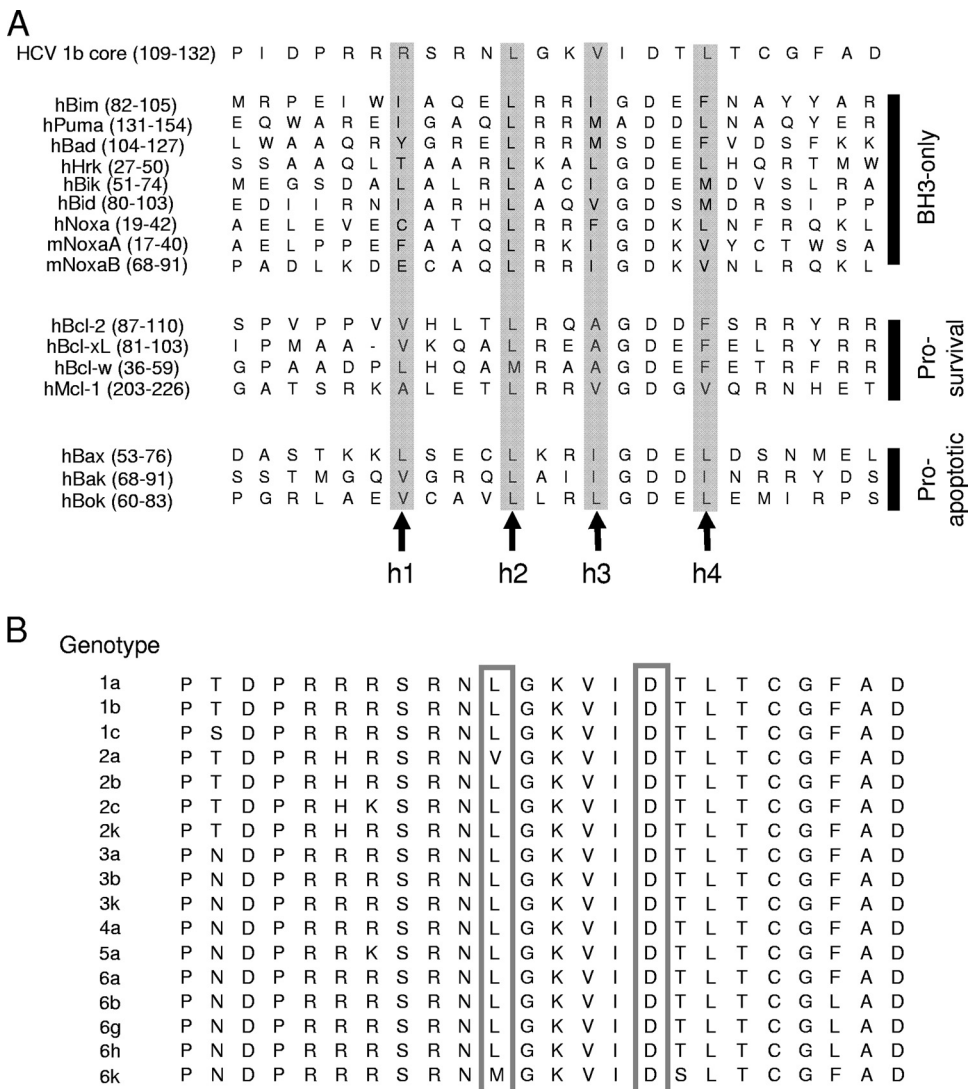 A
HCV 1b core (109-132) P I D P R R R S R N L G K V I D T L T C G F A D
hBim (82-105) M R P E I W I A Q E L R R I G D E F N A Y Y A R
hPuma (131-154) E Q W A R E I G A Q L R R M A D D L N A Q Y E R
hBad (104-127) L W A A Q R Y G R E L R R M S D E F V D S F K K
hHrk (27-50) S S A A Q L T A A R L K A L G D E L H Q R T M W
hBik (51-74) M E G S D A L A L R L A C I G D E M D V S L R A
hBid (80-103) E D I I R N I A R H L A Q V G D S M D R S I P P
hNoxa (19-42) A E L E V E C A T Q L R R F G D K L N F R Q K L
mNoxaA (17-40) A E L P P E F A A Q L R K I G D K V Y C T W S A
mNoxaB (68-91) P A D L K D E C A Q L R R I G D K V N L R Q K L
BH3-only
hBcl-2 (87-110) S P V P P V V H L T L R Q A G D D F S R R Y R R
hBcl-xL (81-103) I P M A A - V K Q A L R E A G D E F E L R Y R R
hBcl-w (36-59) G P A A D P L H Q A M R A A G D E F E T R F R R
hMcl-1 (203-226) G A T S R K A L E T L R R V G D G V Q R N H E T
Pro-
survival
hBax (53-76) D A S T K K L S E C L K R I G D E L D S N M E L
hBak (68-91) S S T M G Q V G R Q L A I I G D D I N R R Y D S
hBok (60-83) P G R L A E V C A V L L R L G D E L E M I R P S
Pro-
apoptotic
h1 h2 h3 h4
B
Genotype
1a P T D P R R R S R N L G K V I D T L T C G F A D
1b P T D P R R R S R N L G K V I D T L T C G F A D
1c P S D P R R R S R N L G K V I D T L T C G F A D
2a P T D P R H R S R N V G K V I D T L T C G F A D
2b P T D P R H R S R N L G K V I D T L T C G F A D
2c P T D P R H K S R N L G K V I D T L T C G F A D
2k P T D P R H R S R N L G K V I D T L T C G F A D
3a P N D P R R R S R N L G K V I D T L T C G F A D
3b P N D P R R R S R N L G K V I D T L T C G F A D
3k P N D P R R R S R N L G K V I D T L T C G F A D
4a P N D P R R R S R N L G K V I D T L T C G F A D
5a P N D P R R K S R N L G K V I D T L T C G F A D
6a P N D P R R R S R N L G K V I D T L T C G F A D
6b P N D P R R R S R N L G K V I D T L T C G L A D
6g P N D P R R R S R N L G K V I D T L T C G F A D
6h P N D P R R R S R N L G K V I D T L T C G L A D
6k P N D P R R R S R N M G K V I D S L T C G F A D